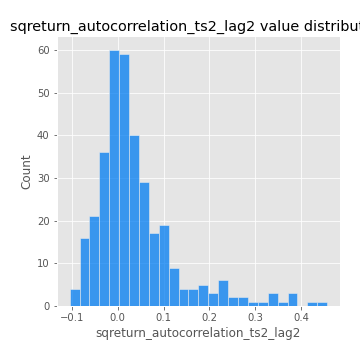 sqreturn_autocorrelation_ts2_lag2 value distribut
60
50
40
30
20
10
0
Count
−0.1 0.0 0.1 0.2 0.3 0.4
sqreturn_autocorrelation_ts2_lag2